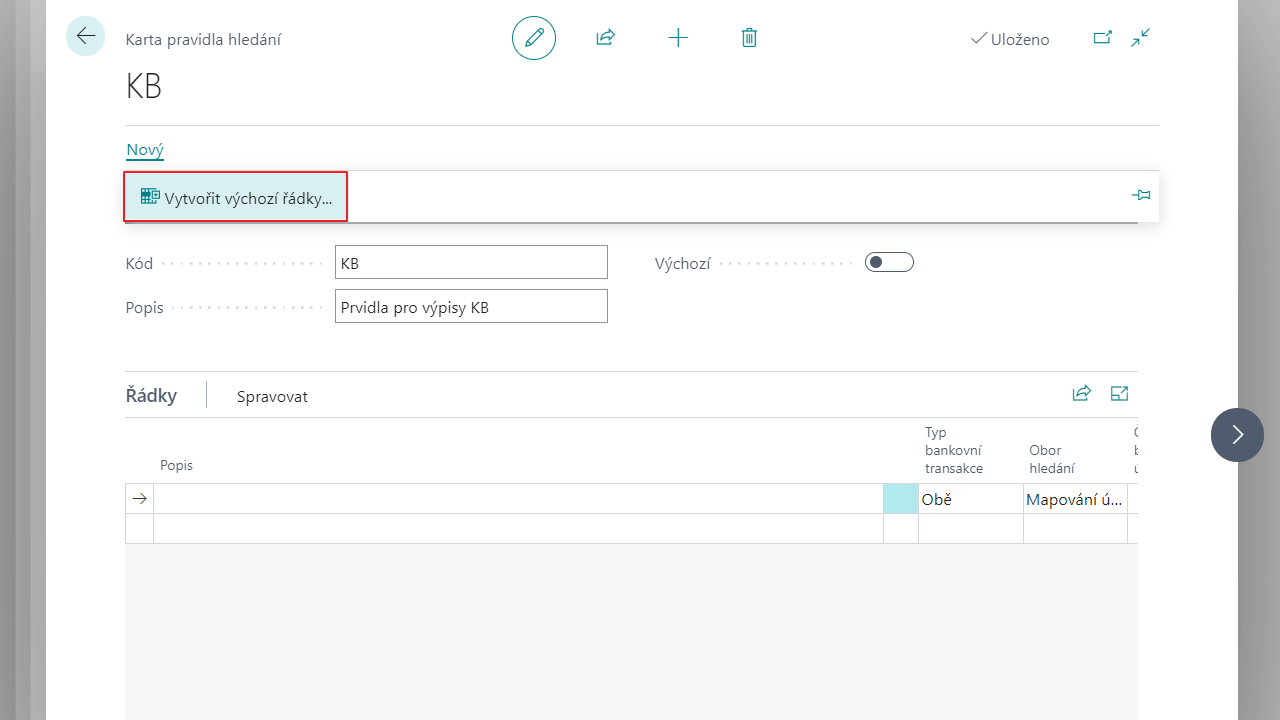 Karta pravidla hledání
Uloženo
KB
Nový
Vytvořit výchozí řádky...
Kód
KB
Výchozí
Popis
Prvidla pro výpisy KB
Řádky
Spravovat
Popis
Typ
bankovní
transakce
Obor
hledání
Obě
Mapování ú...